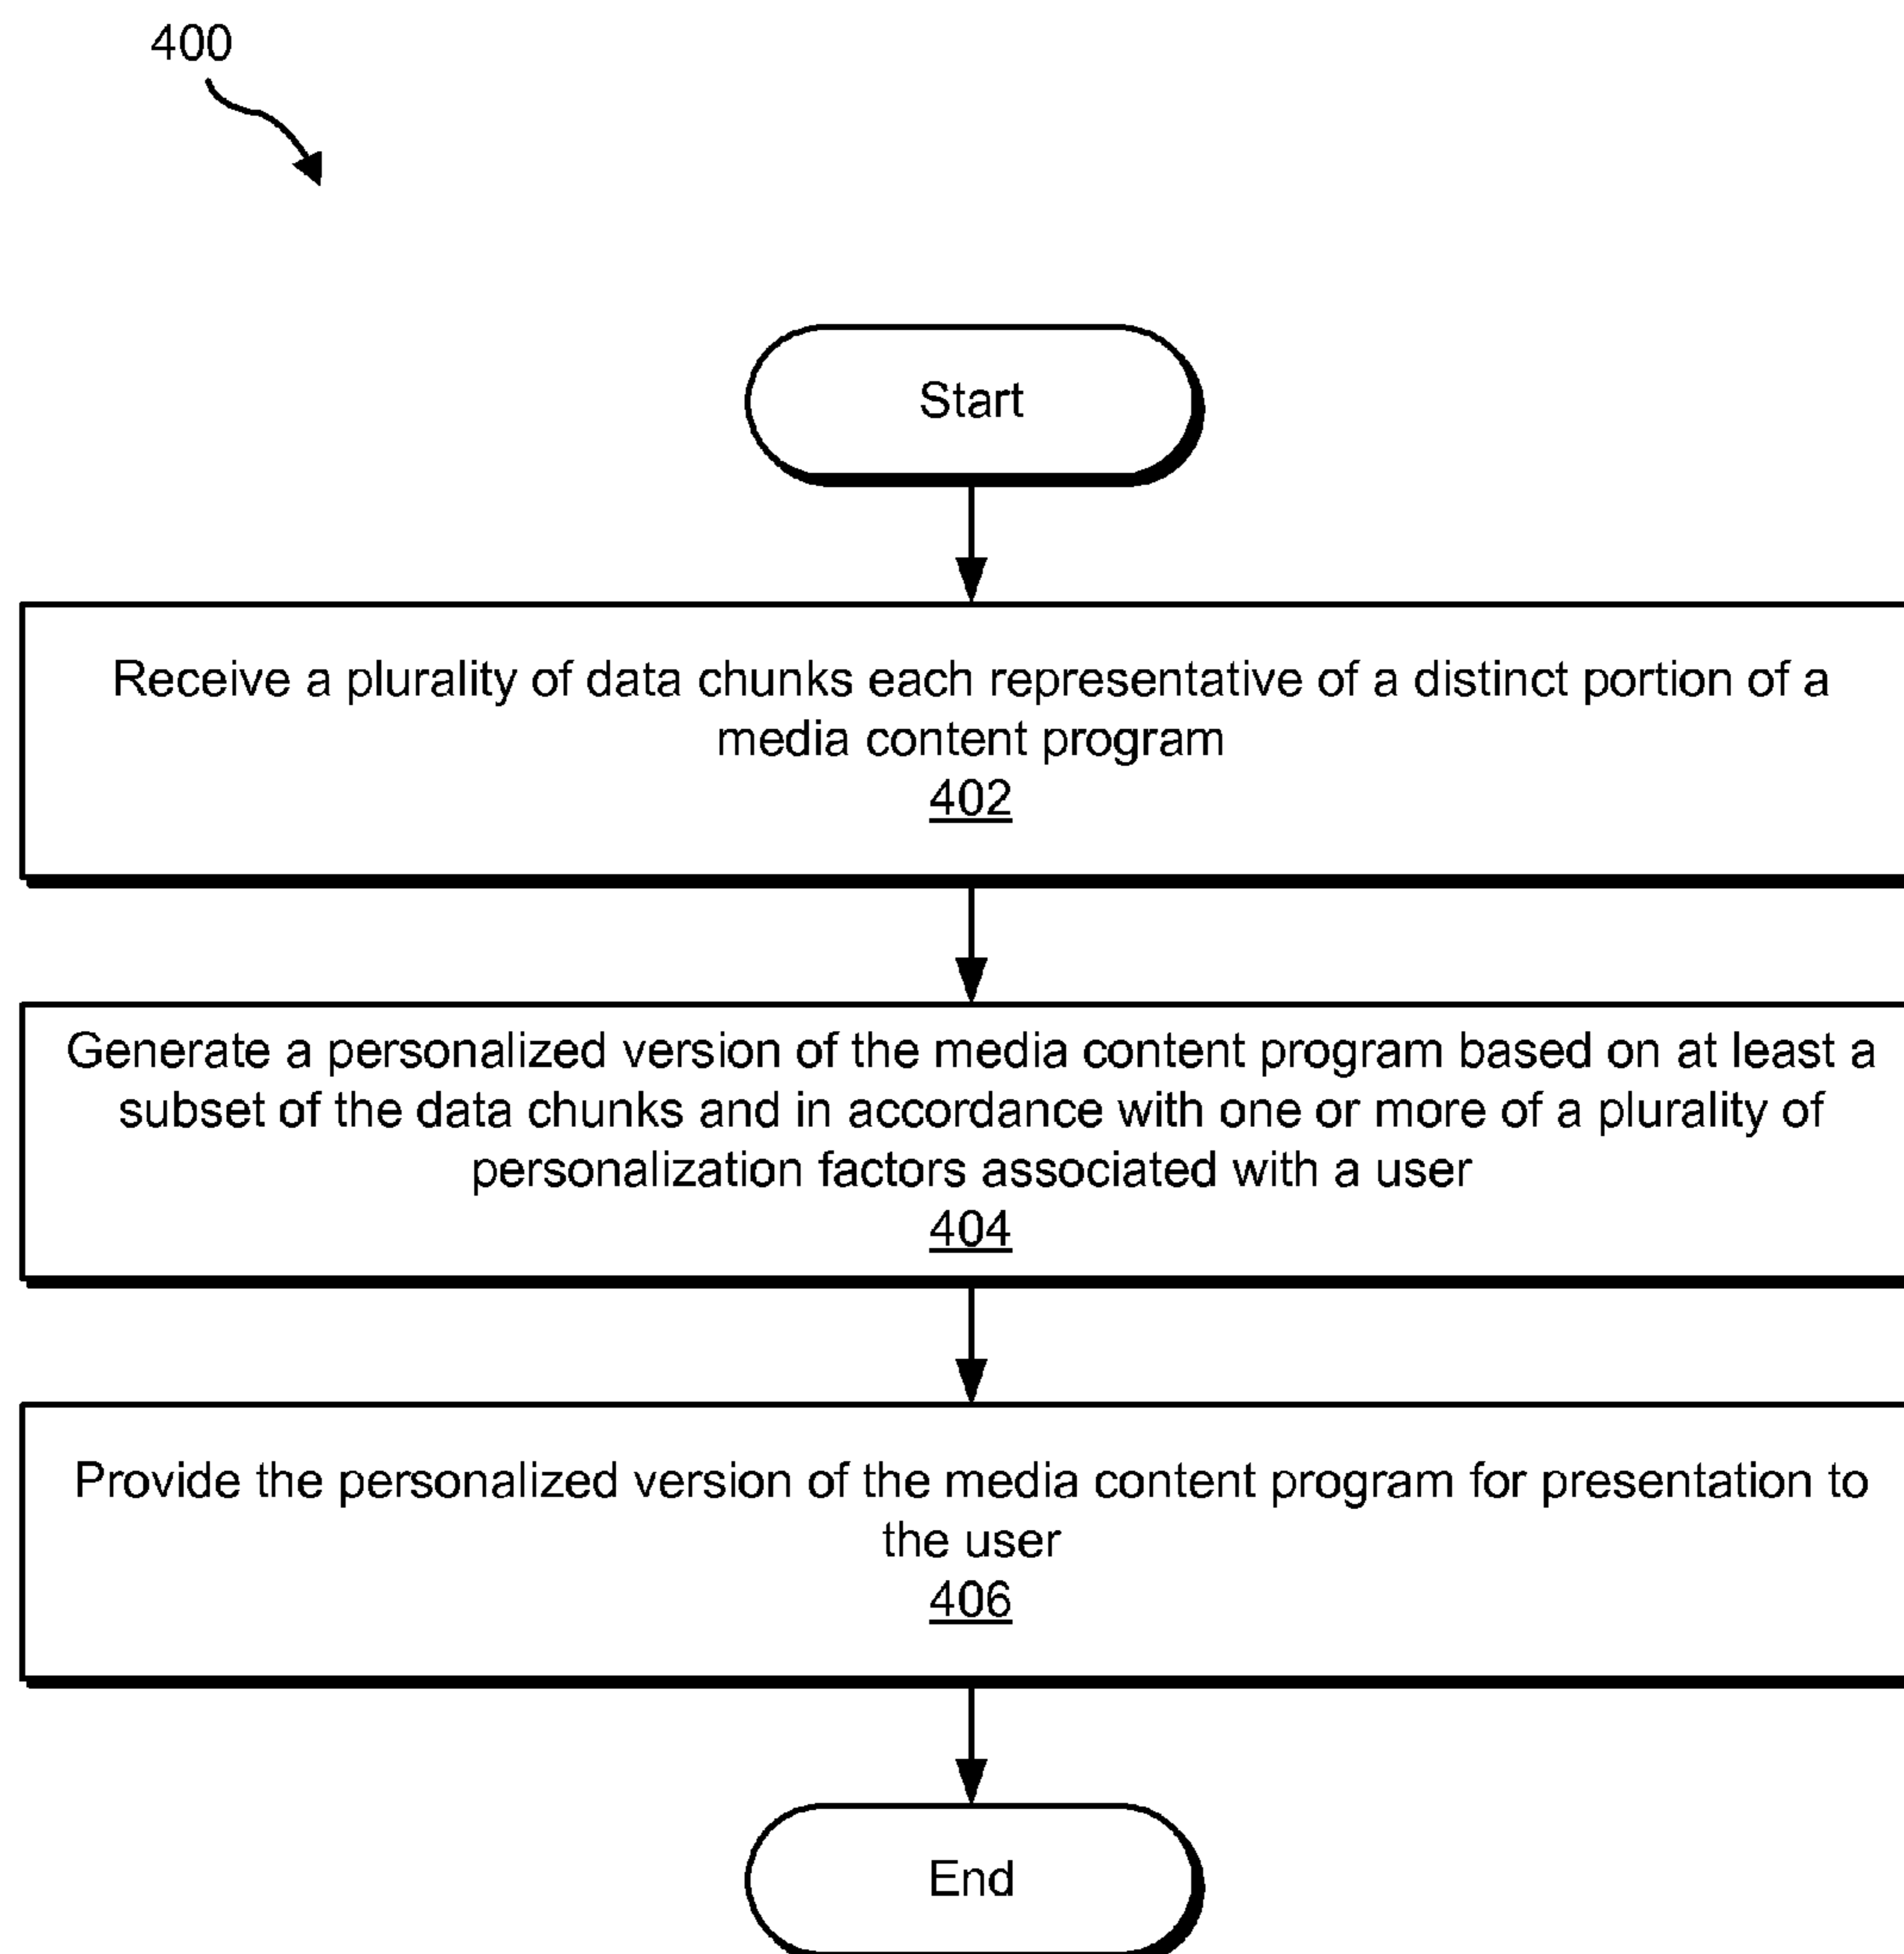 400
Start
Receive a plurality of data chunks each representative of a distinct portion of a
media content program
402
Generate a personalized version of the media content program based on at least a
subset of the data chunks and in accordance with one or more of a plurality of
personalization factors associated with a user
404
Provide the personalized version of the media content program for presentation to
the user
406
End